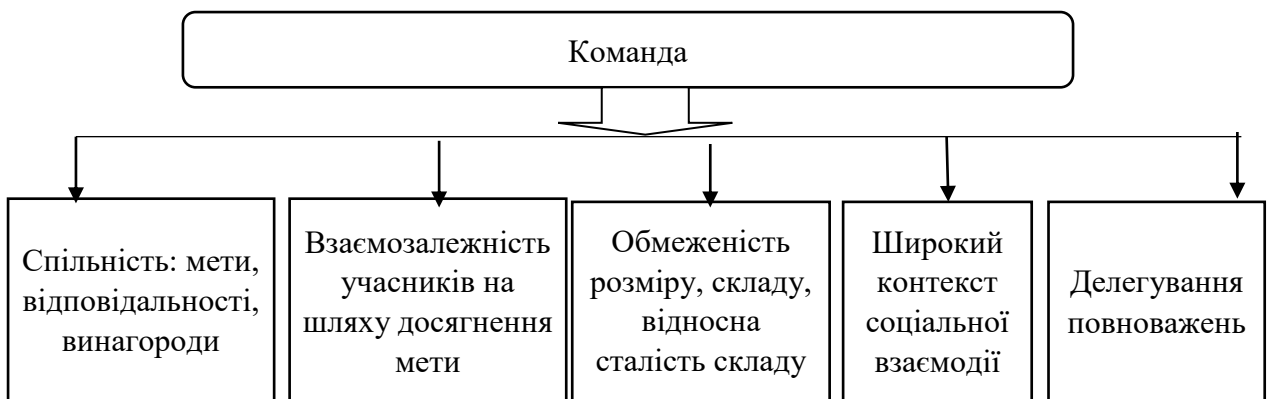 Команда
Спільність: мети,
відповідальності,
винагороди
Взаємозалежність
учасників на
шляху досягнення
мети
Обмеженість
розміру, складу,
відносна
сталість складу
Широкий
контекст
соціальної
взаємодії
Делегування
повноважень